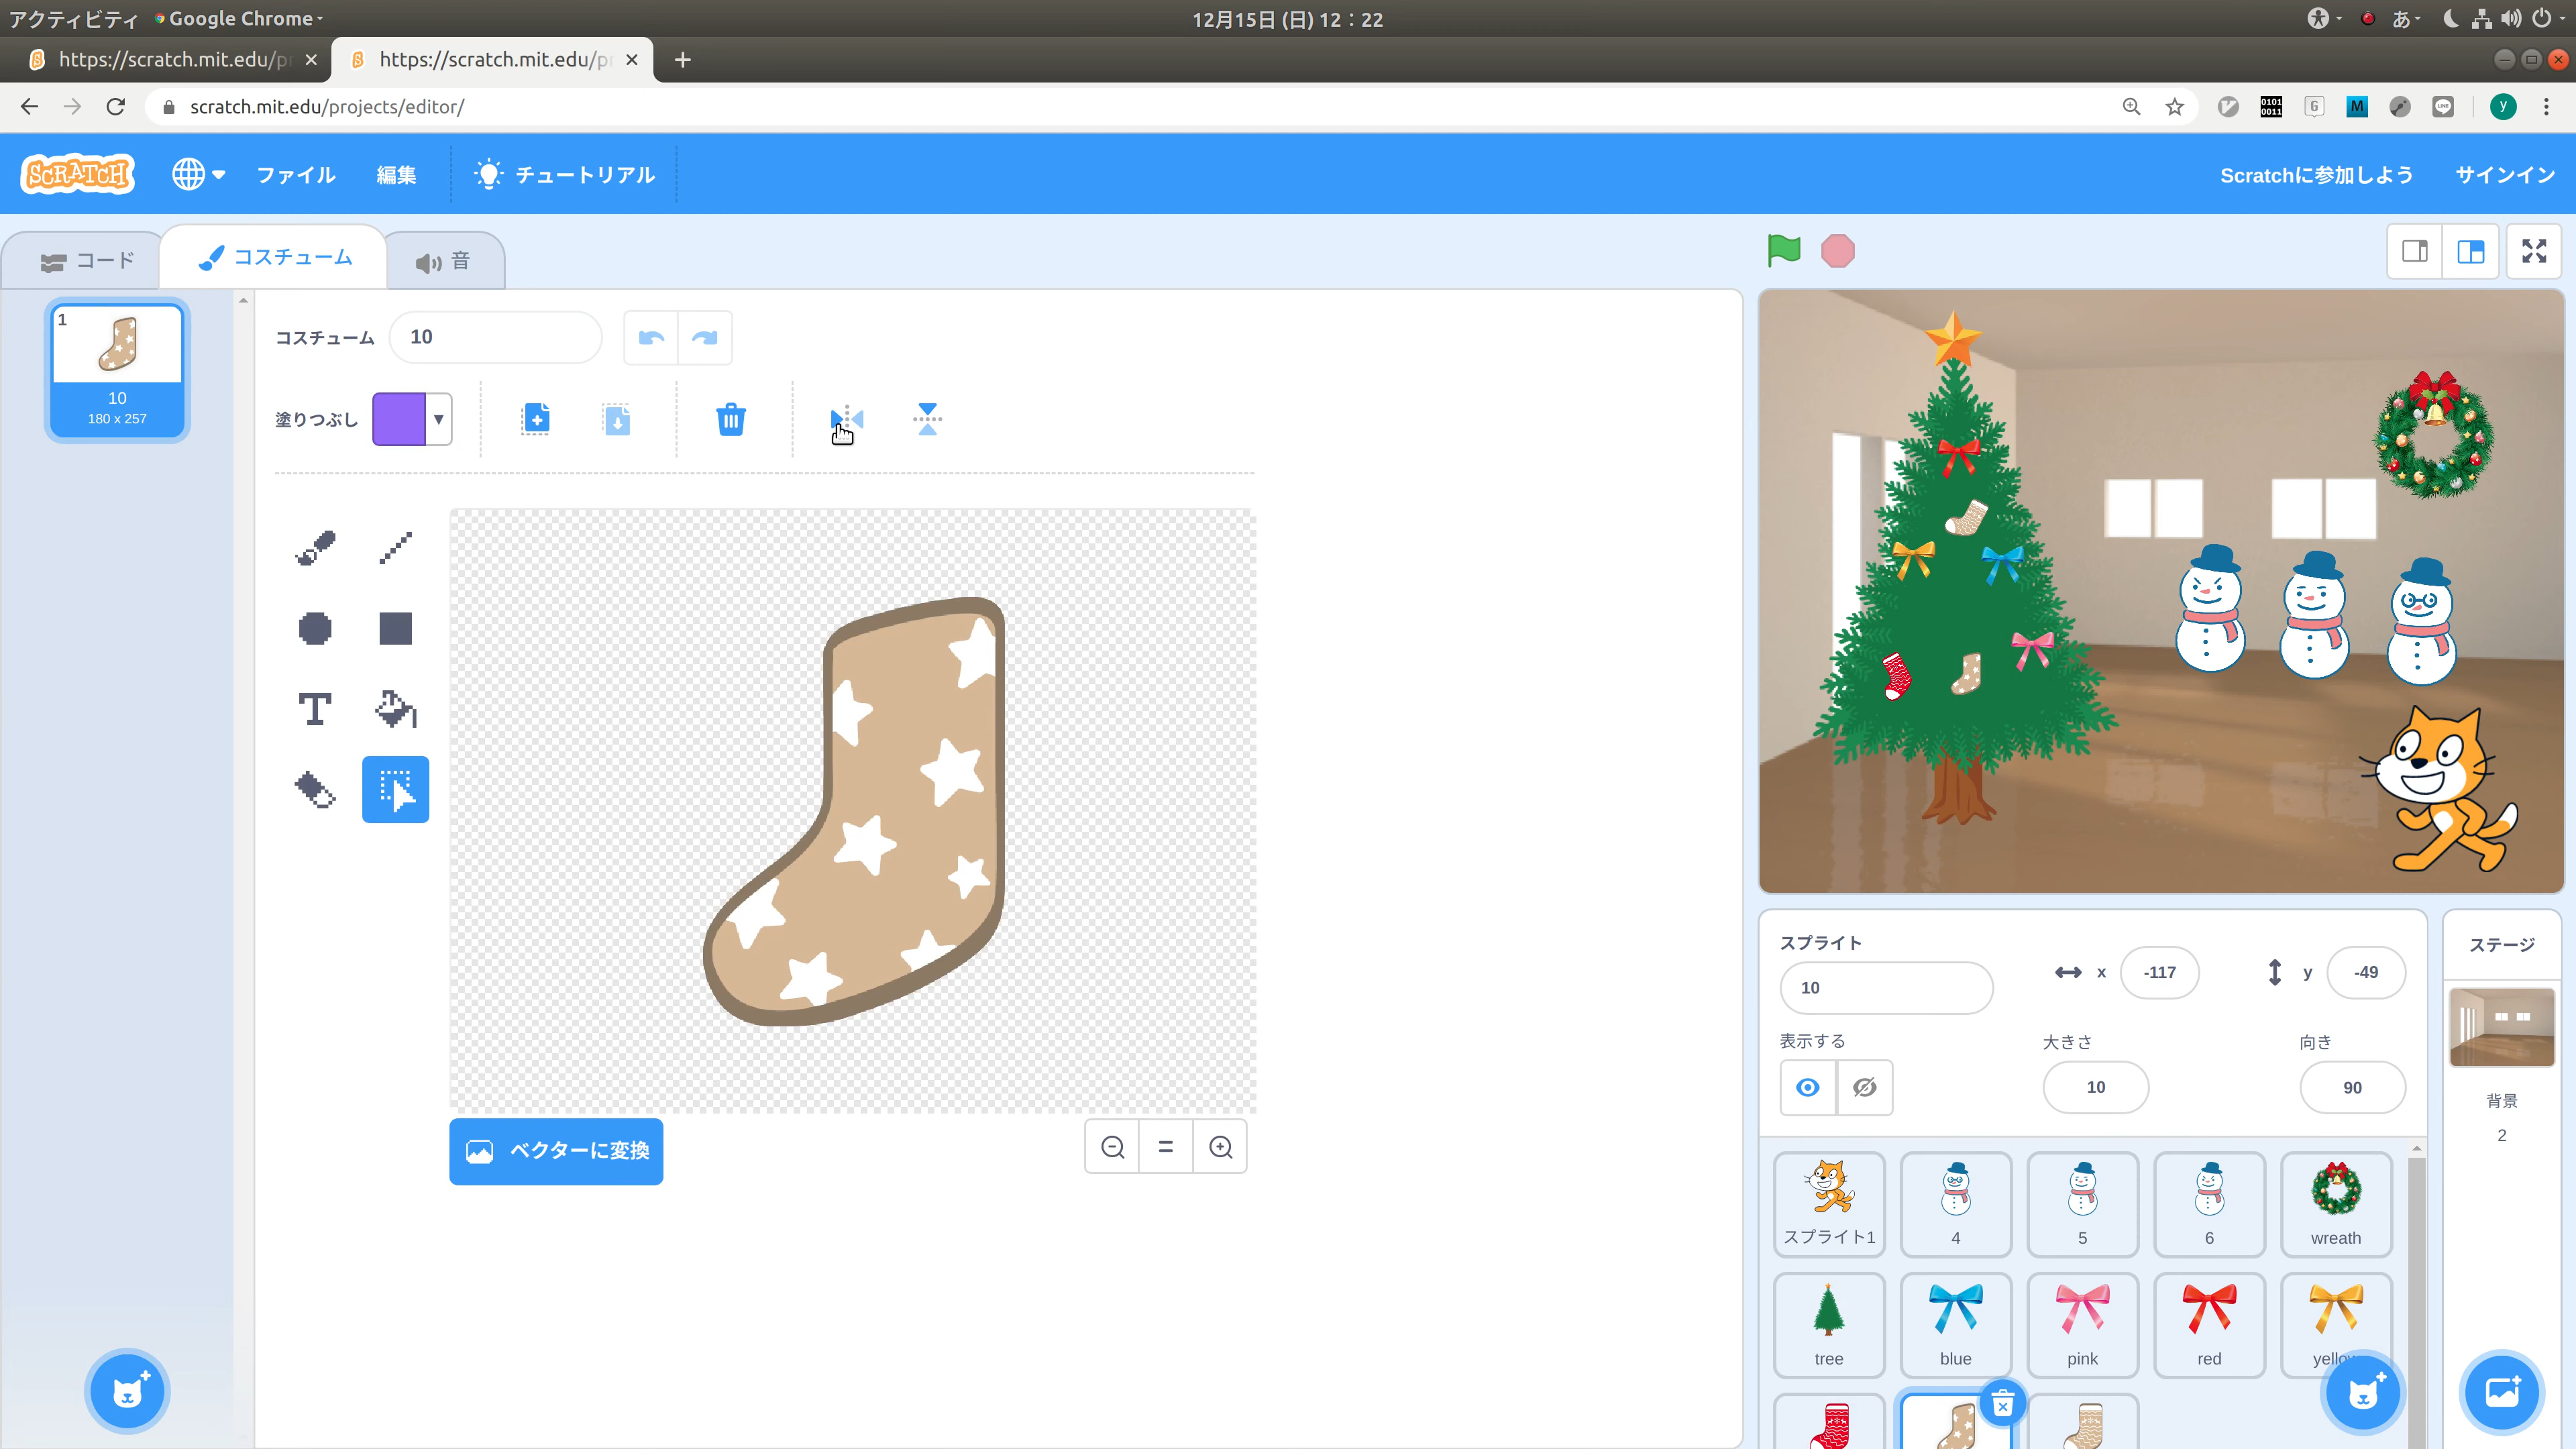 アクティビティ Google Chrome 12月15日 (日) 12：22 あ
https://scratch.mit.edu/p https://scratch.mit.edu/p
scratch.mit.edu/projects/editor/ 0101 0011 G M LINE y
SCRATCH ファイル 編集 チュートリアル Scratchに参加しよう サインイン
コード コスチューム 音
1
10
180 x 257
コスチューム 10
塗りつぶし
T
ベクターに変換
スプライト
10
x -117 y -49
表示する 大きさ 向き
10 90
ステージ
背景
2
スプライト1 4 5 6 wreath
tree blue pink red yello